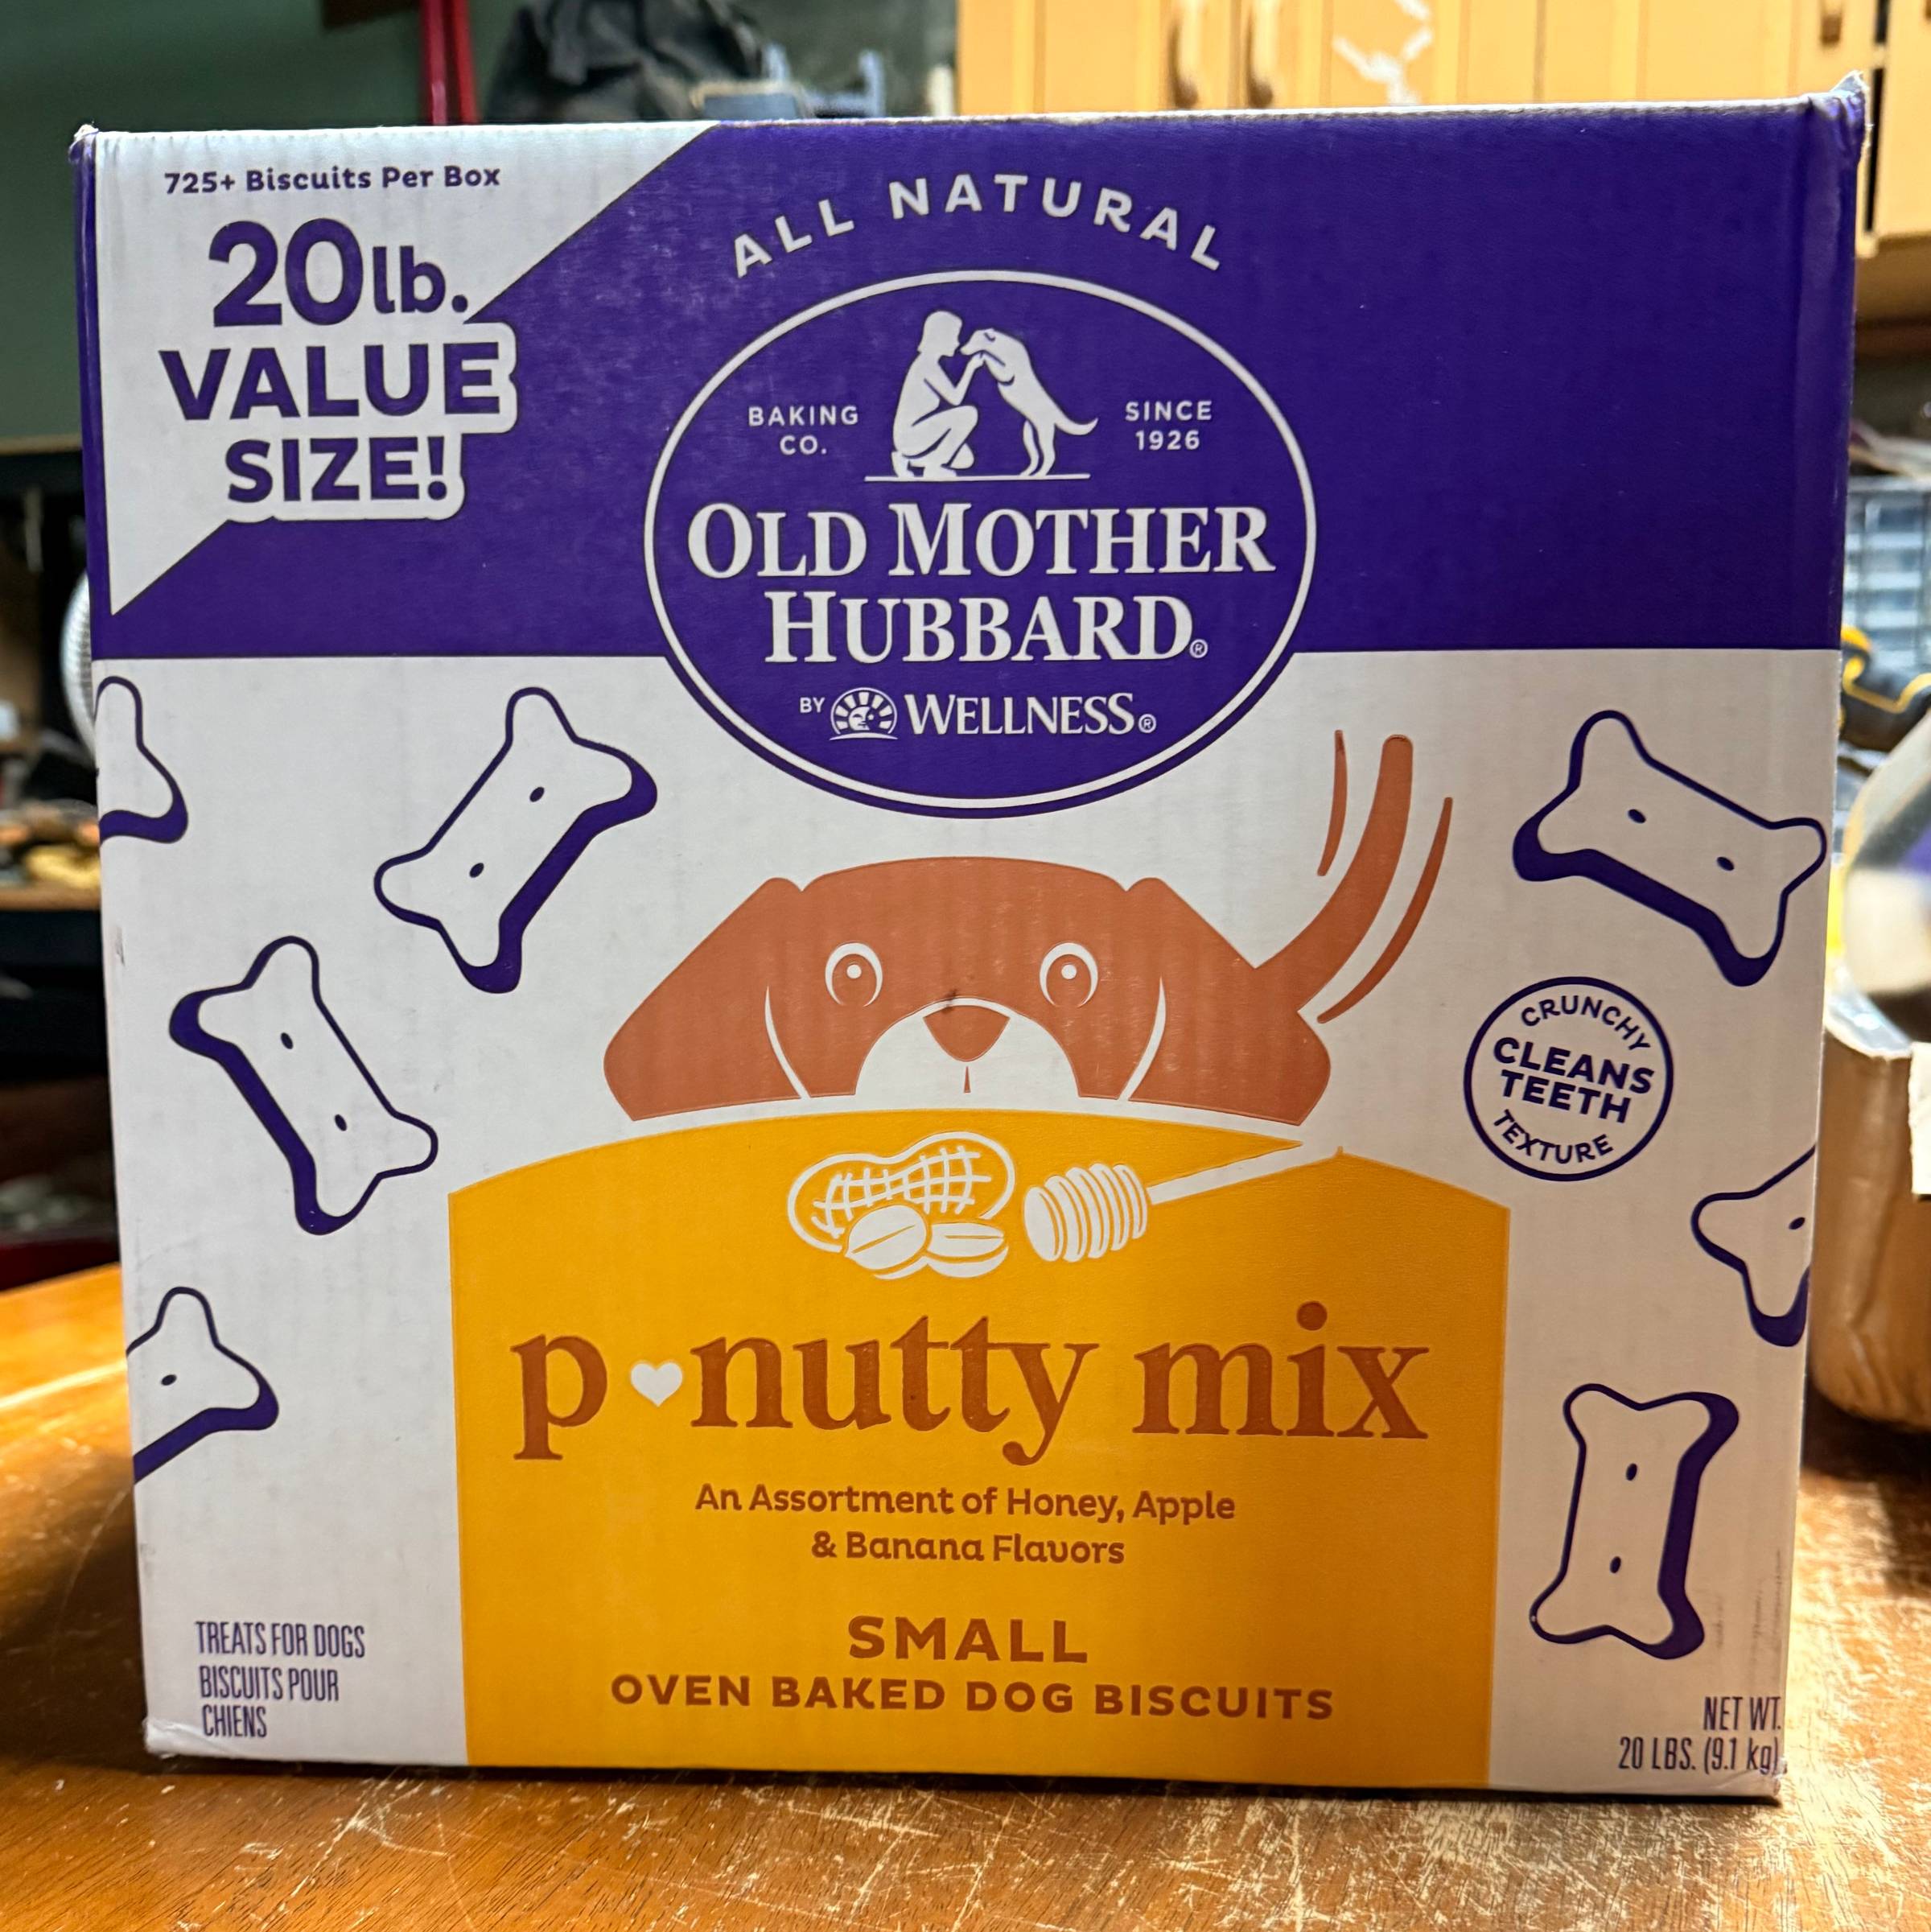 725+ Biscuits Per Box
20lb.
VALUE
SIZE!
ALL NATURAL
BAKING
CO.
SINCE
1926
OLD MOTHER
HUBBARD®
BY WELLNESS®
CRUNCHY
CLEANS
TEETH
TEXTURE
p nutty mix
An Assortment of Honey, Apple
& Banana Flavors
SMALL
OVEN BAKED DOG BISCUITS
TREATS FOR DOGS
BISCUITS POUR
CHIENS
NET WT.
20 LBS. (9.1 kg)